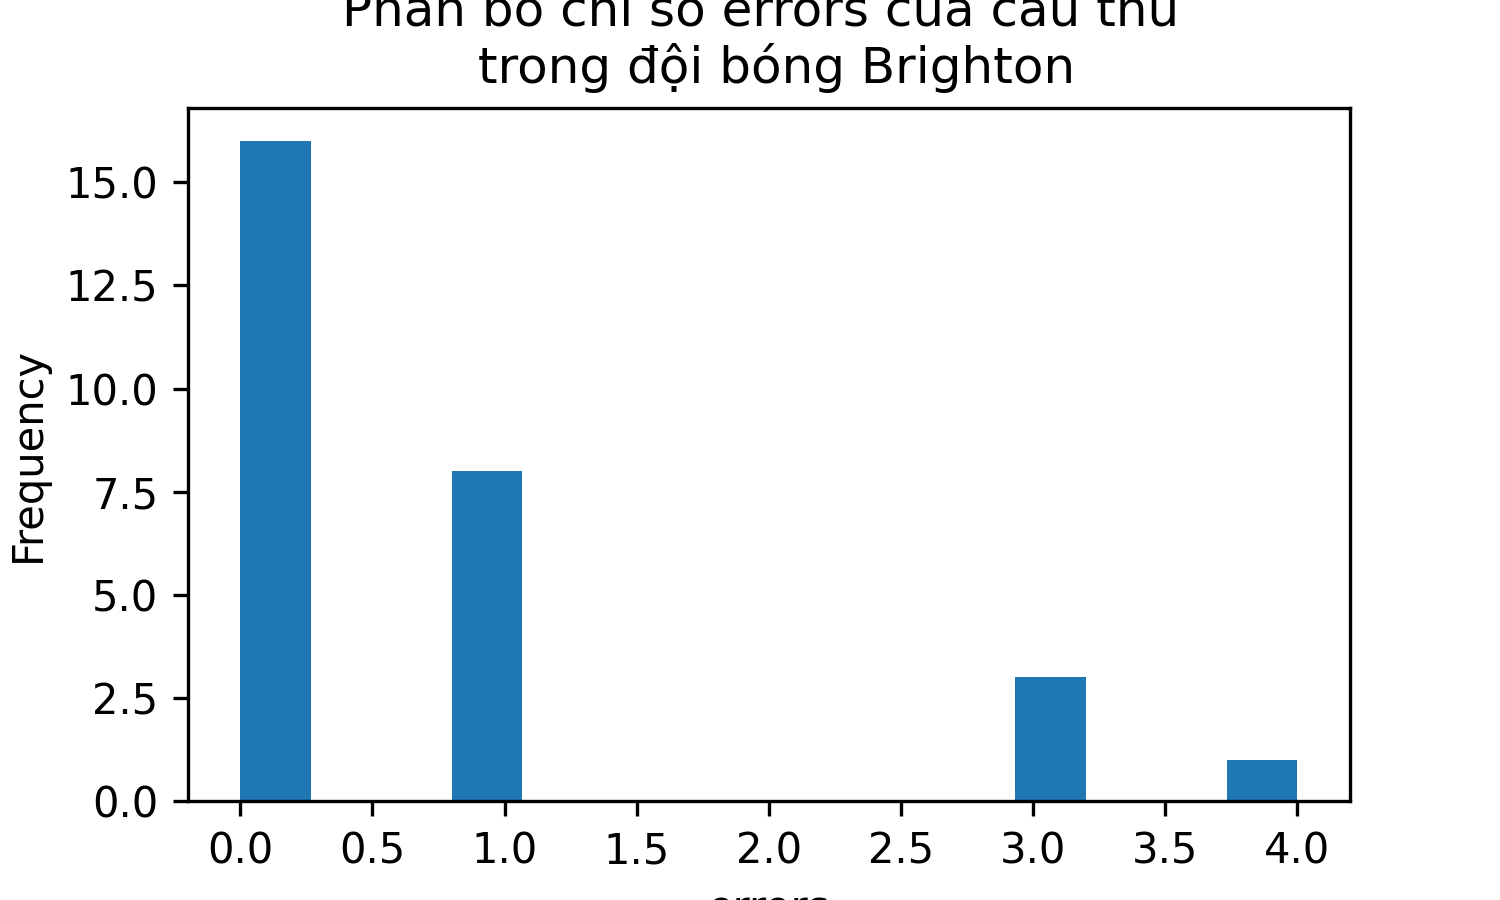 Phân bố chỉ số errors của cầu thủ
trong đội bóng Brighton
Frequency
15.0
12.5
10.0
7.5
5.0
2.5
0.0
0.0 0.5 1.0 1.5 2.0 2.5 3.0 3.5 4.0
errors